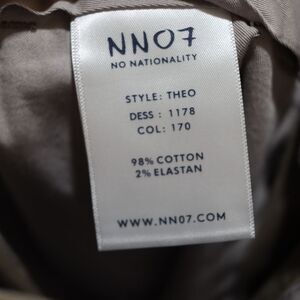 NN07
NO NATIONALITY
STYLE: THEO
DESS : 1178
COL: 170
98% COTTON
2% ELASTAN
WWW.NN07.COM